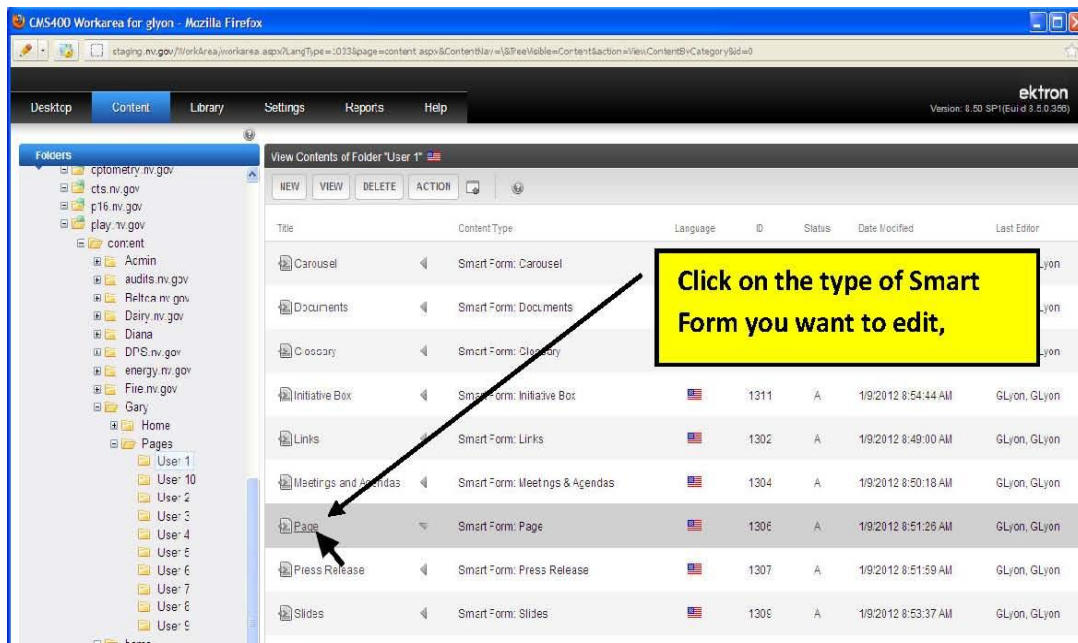 CMS400 Workarea for glyon - Mozilla Firefox
staging.nv.gov/WorkArea/workarea.aspx?LangType=1033&page=content.aspx&ContentNav=\&TreeVisible=Content&action=ViewContentByCategory&id=0
ektron
Desktop Content Library Settings Reports Help
Version: 8.50 SP1
Folders
View Contents of Folder "User 1"
optometry.nv.gov
cts.nv.gov
p16.nv.gov
play.nv.gov
content
Admin
audits.nv.gov
Beltca.nv.gov
Dairy.nv.gov
Diana
DPS.nv.gov
energy.nv.gov
Fire.nv.gov
Gary
Home
Pages
User 1
User 10
User 2
User 3
User 4
User 5
User 6
User 7
User 8
User 9
home
NEW VIEW DELETE ACTION
Title Content Type Language ID Status Date Modified Last Editor
Carousel Smart Form: Carousel Lyon
Documents Smart Form: Documents Lyon
Glossary Smart Form: Glossary Lyon
Click on the type of Smart
Form you want to edit,
Initiative Box Smart Form: Initiative Box 1311 A 1/9/2012 8:54:44 AM GLyon, GLyon
Links Smart Form: Links 1302 A 1/9/2012 8:49:00 AM GLyon, GLyon
Meetings and Agendas Smart Form: Meetings & Agendas 1304 A 1/9/2012 8:50:18 AM GLyon, GLyon
Page Smart Form: Page 1306 A 1/9/2012 8:51:26 AM GLyon, GLyon
Press Release Smart Form: Press Release 1307 A 1/9/2012 8:51:59 AM GLyon, GLyon
Slides Smart Form: Slides 1309 A 1/9/2012 8:53:37 AM GLyon, GLyon